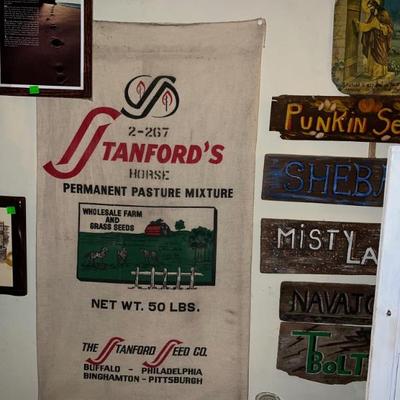 2-267
STANFORD'S
HORSE
PERMANENT PASTURE MIXTURE
WHOLESALE FARM
AND
GRASS SEEDS
NET WT. 50 LBS.
THE STANFORD SEED CO.
BUFFALO - PHILADELPHIA
BINGHAMTON - PITTSBURGH
PUNKIN SE
SHEBA
MISTY LA
NAVAJO
T BOLT